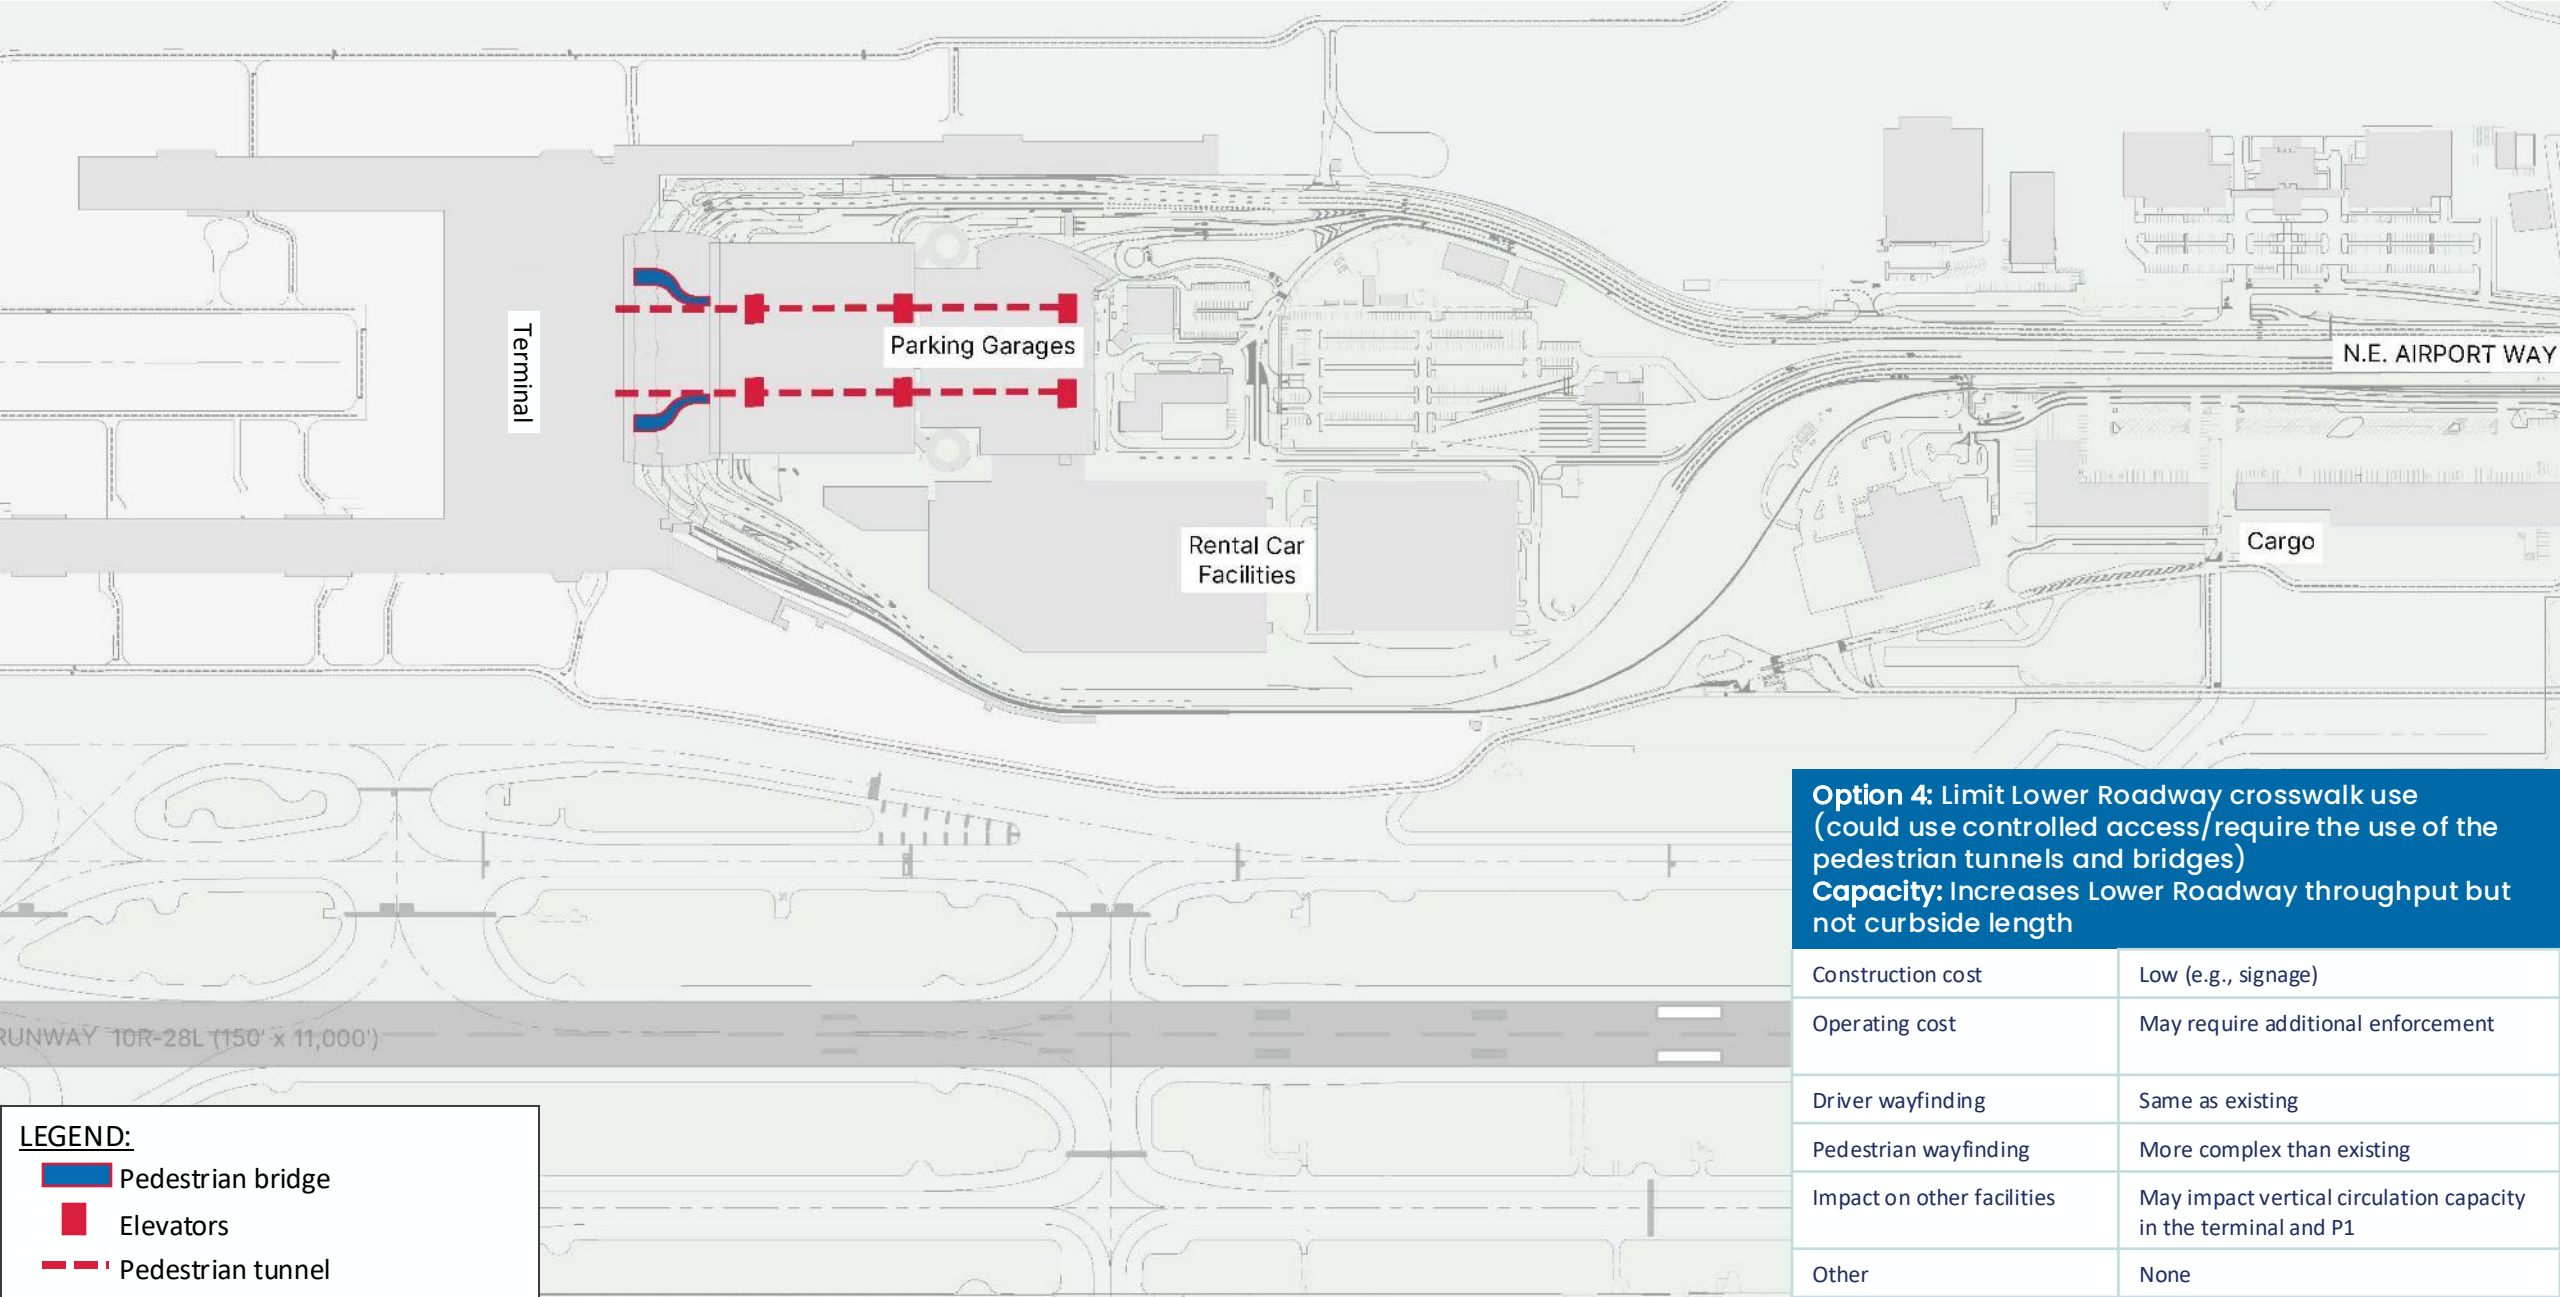 Terminal
Parking Garages
N.E. AIRPORT WAY
Rental Car
Facilities
Cargo
RUNWAY 10R-28L (150' x 11,000')
Option 4: Limit Lower Roadway crosswalk use
(could use controlled access/require the use of the
pedestrian tunnels and bridges)
Capacity: Increases Lower Roadway throughput but
not curbside length
Construction cost
Low (e.g., signage)
Operating cost
May require additional enforcement
Driver wayfinding
Same as existing
Pedestrian wayfinding
More complex than existing
Impact on other facilities
May impact vertical circulation capacity
in the terminal and P1
Other
None
LEGEND:
Pedestrian bridge
Elevators
Pedestrian tunnel